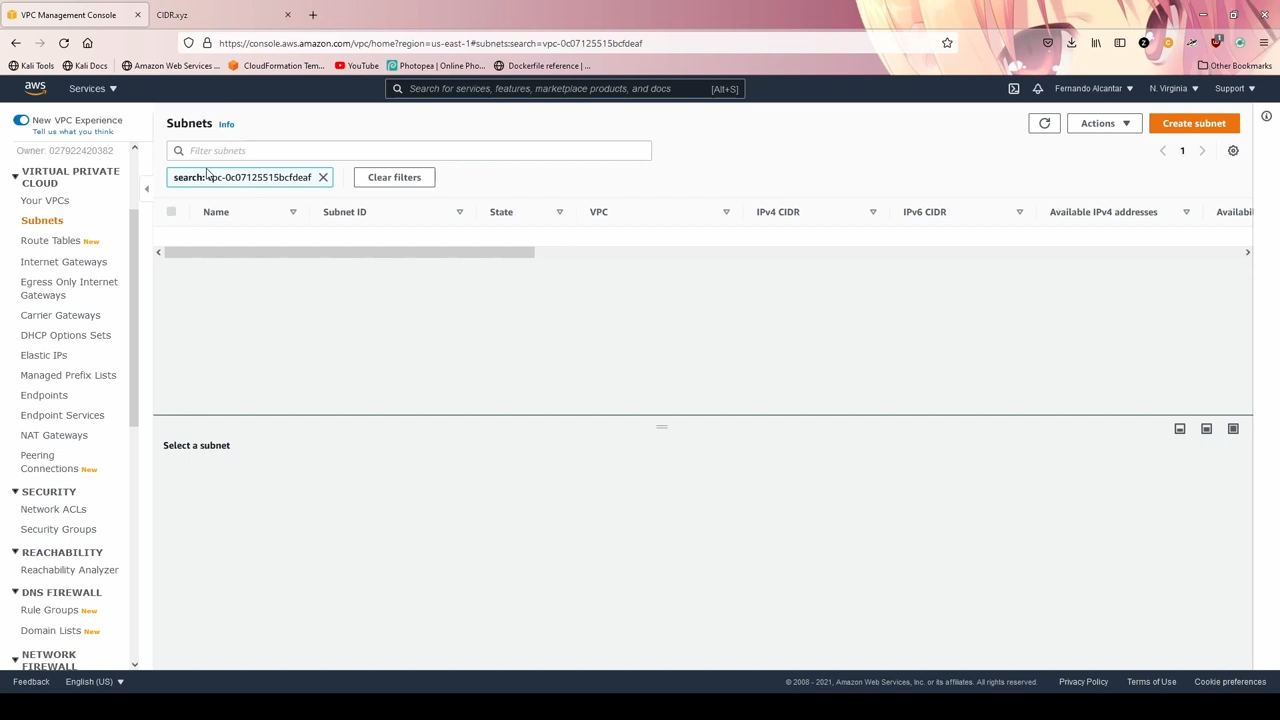 VPC Management Console
CIDR.xyz
https://console.aws.amazon.com/vpc/home?region=us-east-1#subnets:search=vpc-0c07125515bcfdeaf
Kali Tools
Kali Docs
Amazon Web Services ...
CloudFormation Tem...
YouTube
Photopea | Online Pho...
Dockerfile reference | ...
Other Bookmarks
aws
Services
Search for services, features, marketplace products, and docs
[Alt+S]
Fernando Alcantar
N. Virginia
Support
New VPC Experience
Tell us what you think
Owner: 027922420382
VIRTUAL PRIVATE
CLOUD
Your VPCs
Subnets
Route Tables New
Internet Gateways
Egress Only Internet
Gateways
Carrier Gateways
DHCP Options Sets
Elastic IPs
Managed Prefix Lists
Endpoints
Endpoint Services
NAT Gateways
Peering
Connections New
SECURITY
Network ACLs
Security Groups
REACHABILITY
Reachability Analyzer
DNS FIREWALL
Rule Groups New
Domain Lists New
NETWORK
FIREWALL
Subnets Info
Actions
Create subnet
Filter subnets
1
search: vpc-0c07125515bcfdeaf
Clear filters
Name
Subnet ID
State
VPC
IPv4 CIDR
IPv6 CIDR
Available IPv4 addresses
Availabi
Select a subnet
Feedback
English (US)
© 2008 - 2021, Amazon Web Services, Inc. or its affiliates. All rights reserved.
Privacy Policy
Terms of Use
Cookie preferences